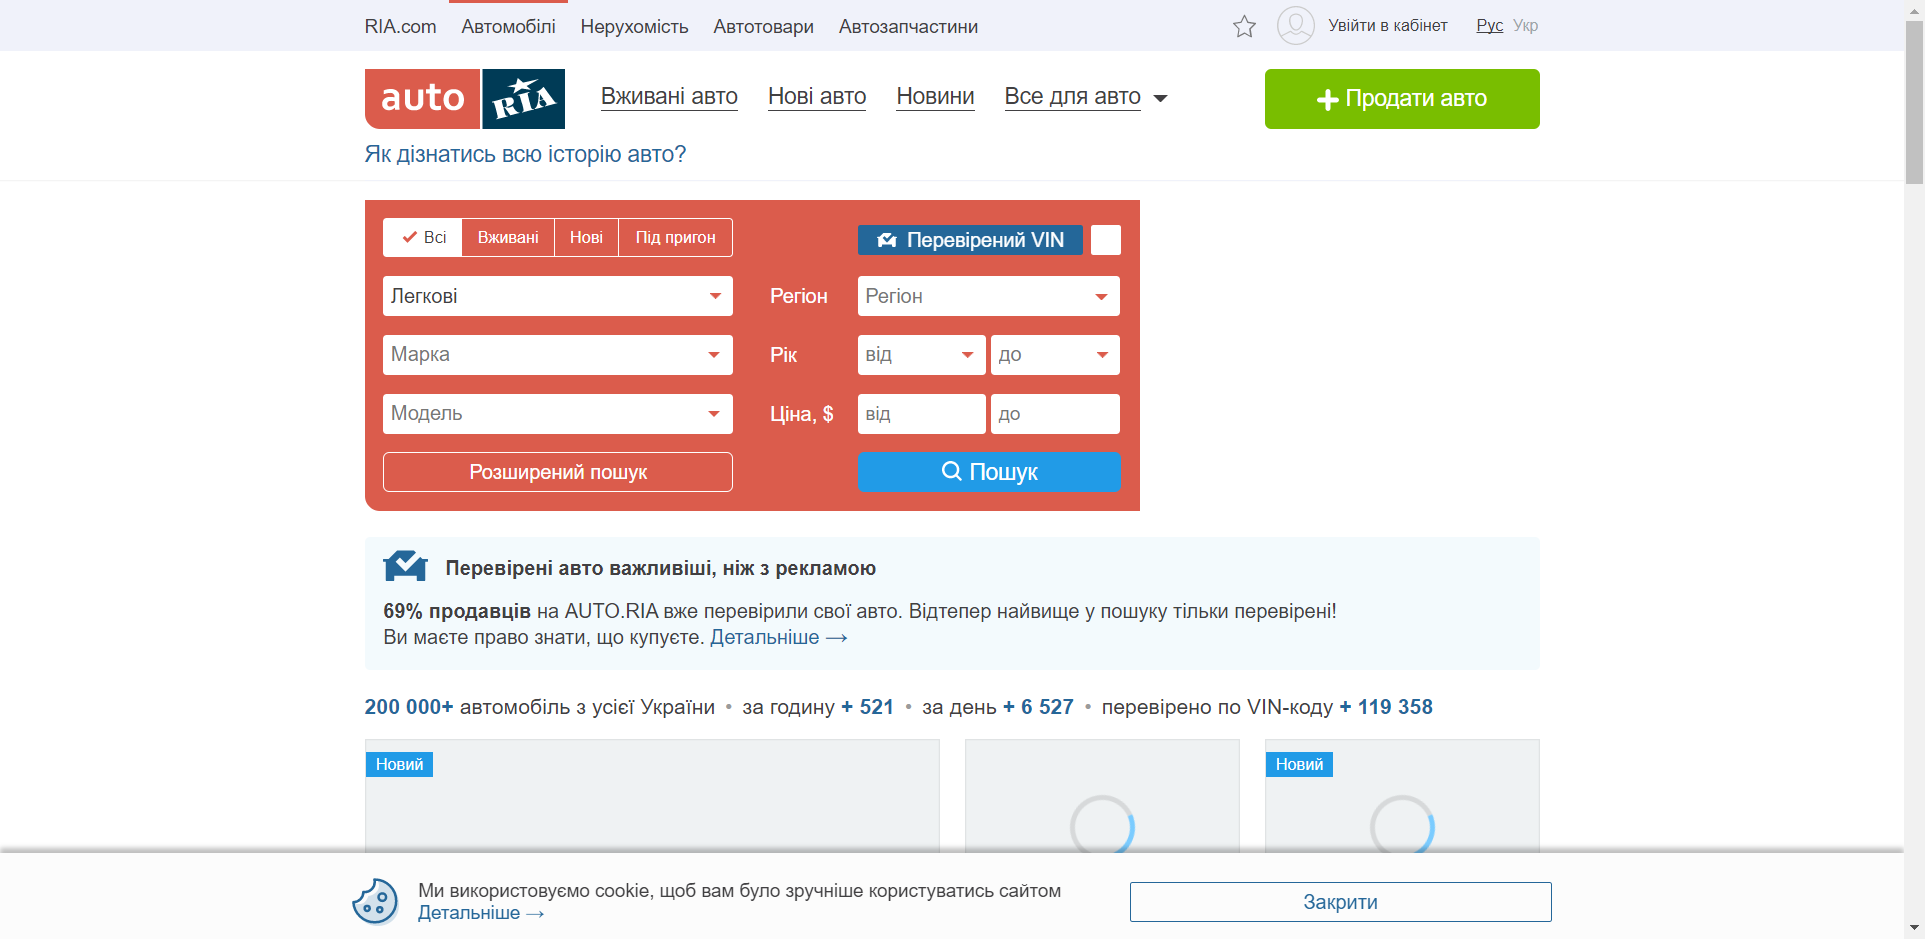 RIA.com Автомобілі Нерухомість Автотовари Автозапчастини Увійти в кабінет Рус Укр
auto RIA Вживані авто Нові авто Новини Все для авто Продати авто
Як дізнатись всю історію авто?
Всі Вживані Нові Під пригон Перевірений VIN
Легкові Регіон Регіон
Марка Рік від до
Модель Ціна, $ від до
Розширений пошук Пошук
Перевірені авто важливіші, ніж з рекламою
69% продавців на AUTO.RIA вже перевірили свої авто. Відтепер найвище у пошуку тільки перевірені!
Ви маєте право знати, що купуєте. Детальніше →
200 000+ автомобіль з усієї України • за годину + 521 • за день + 6 527 • перевірено по VIN-коду + 119 358
Новий Новий
Ми використовуємо cookie, щоб вам було зручніше користуватись сайтом
Детальніше →
Закрити